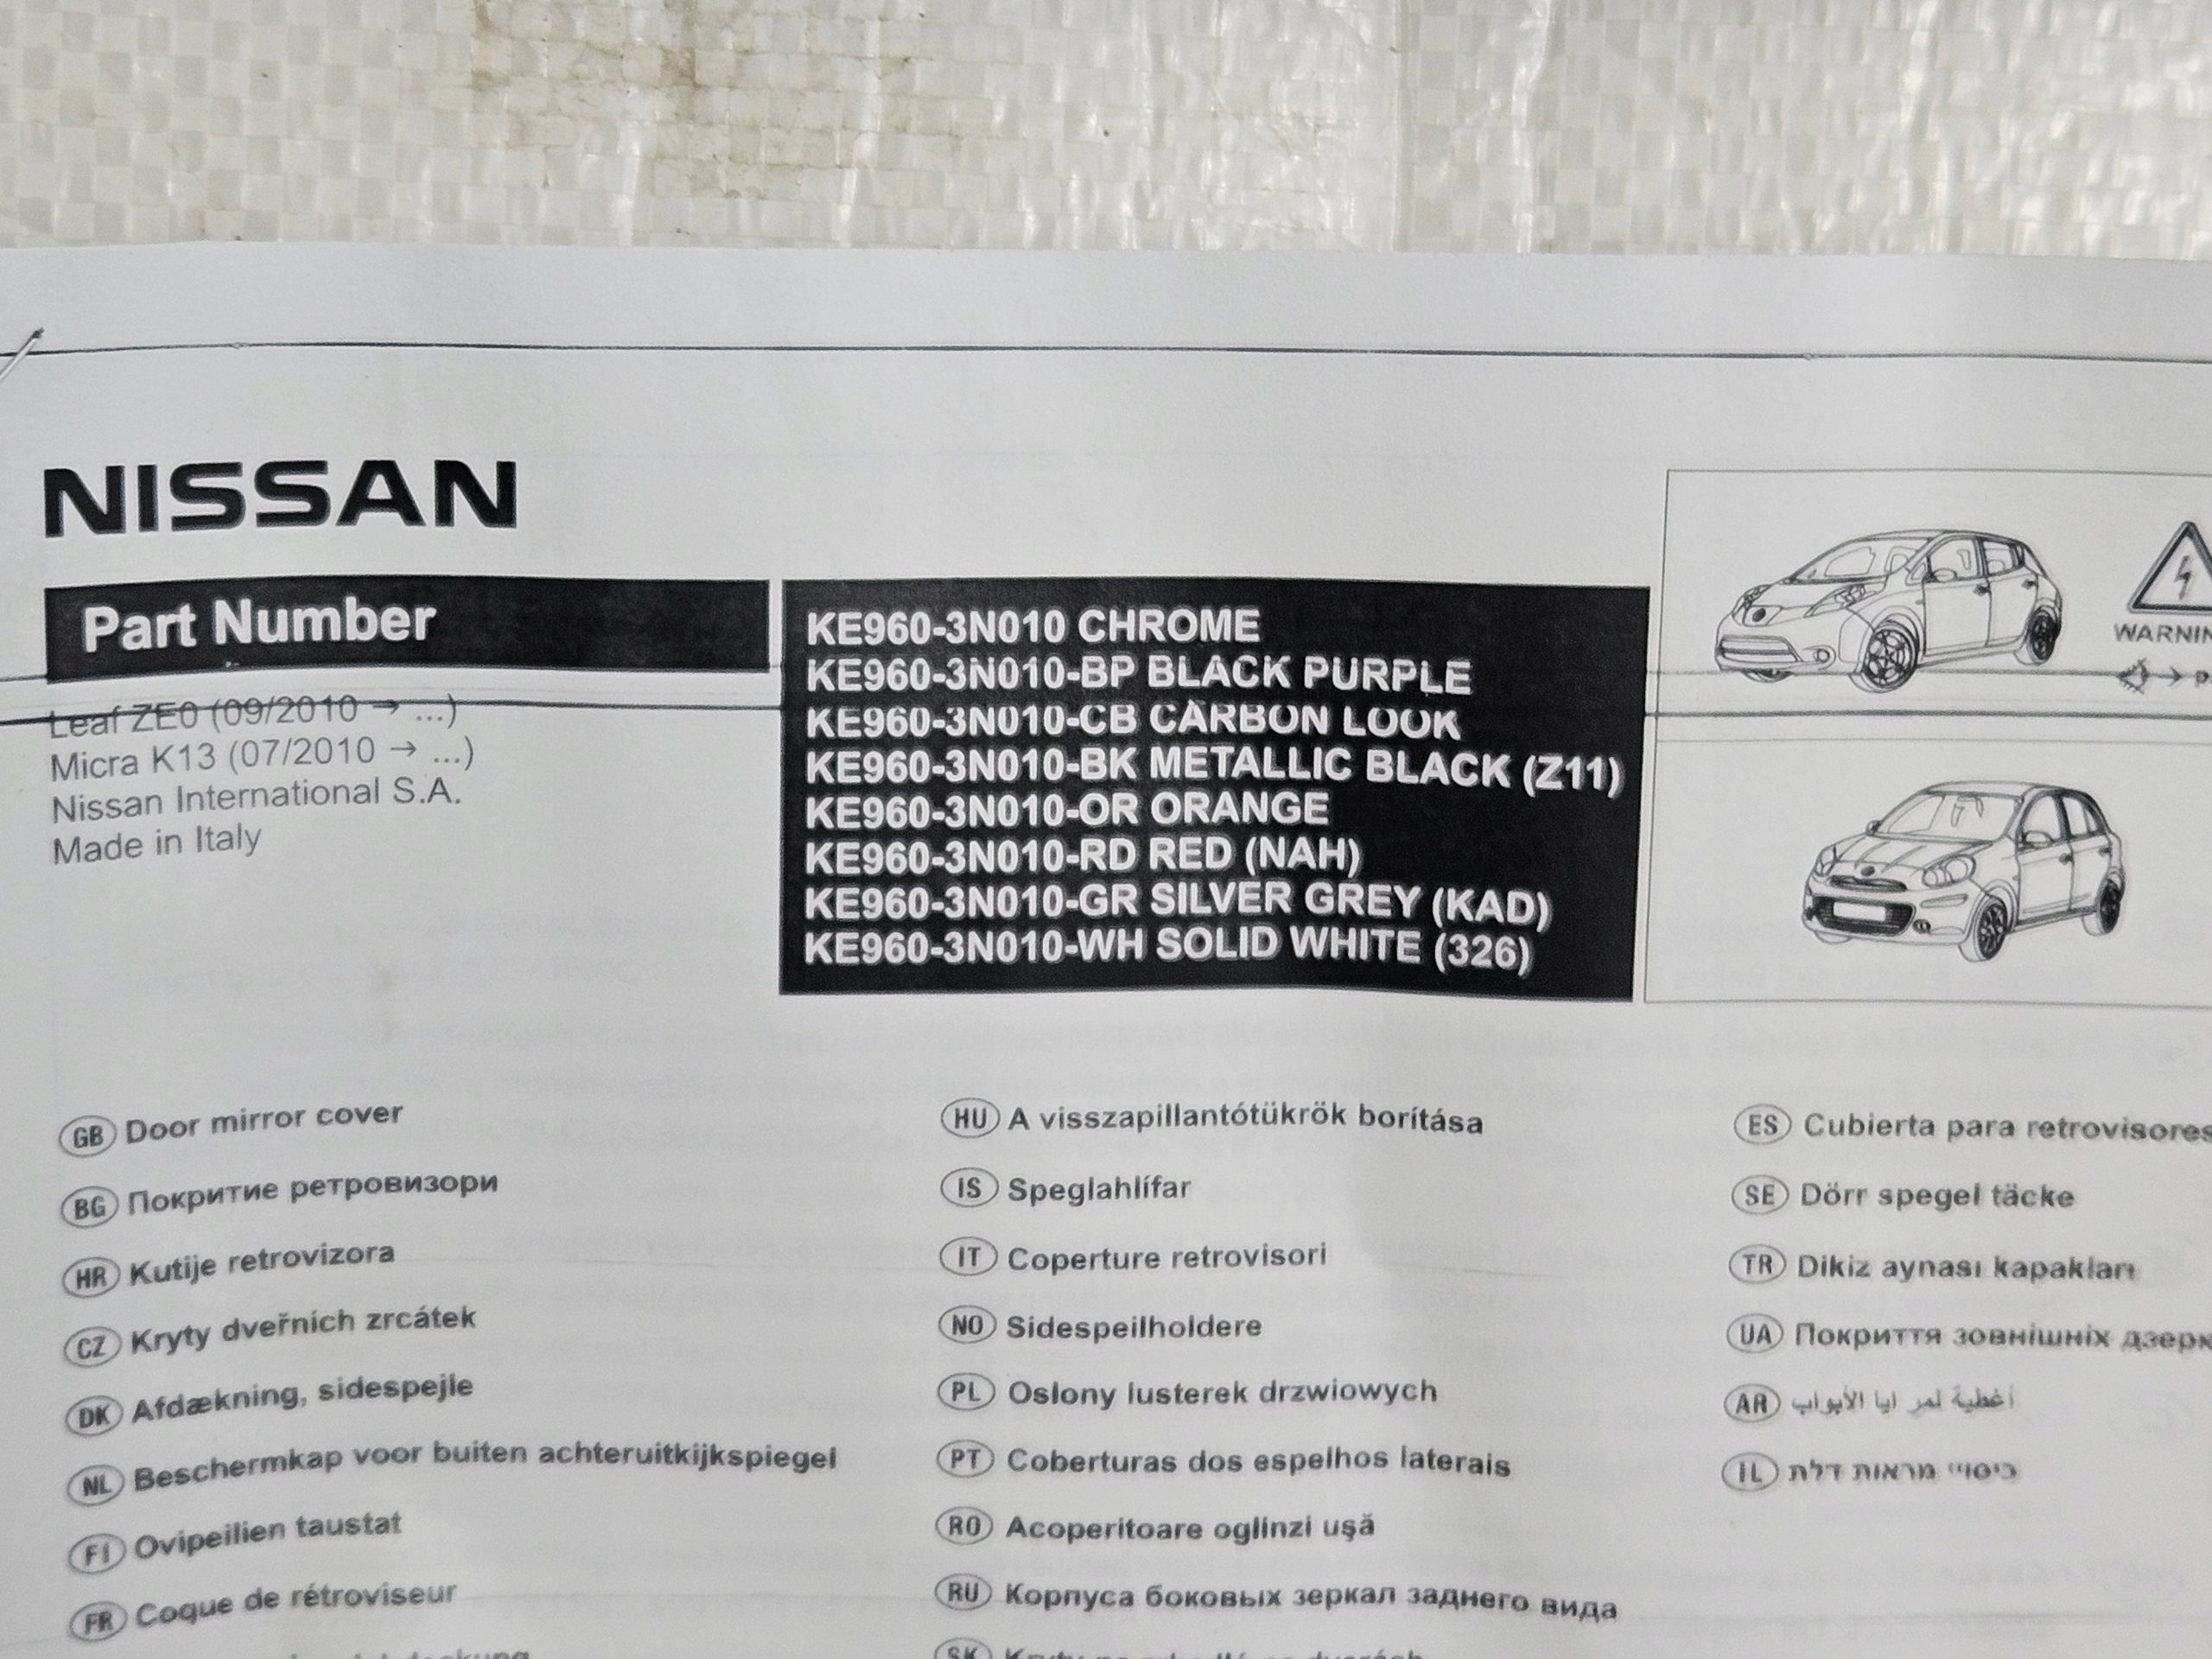 NISSAN
Part Number
Leaf ZE0 (09/2010 → ...)
Micra K13 (07/2010 → ...)
Nissan International S.A.
Made in Italy
KE960-3N010 CHROME
KE960-3N010-BP BLACK PURPLE
KE960-3N010-CB CARBON LOOK
KE960-3N010-BK METALLIC BLACK (Z11)
KE960-3N010-OR ORANGE
KE960-3N010-RD RED (NAH)
KE960-3N010-GR SILVER GREY (KAD)
KE960-3N010-WH SOLID WHITE (326)
GB Door mirror cover
BG Покритие ретровизори
HR Kutije retrovizora
CZ Kryty dveřních zrcátek
DK Afdækning, sidespejle
NL Beschermkap voor buiten achteruitkijkspiegel
FI Ovipeilien taustat
FR Coque de rétroviseur
HU A visszapillantótükrök borítása
IS Speglahlífar
IT Coperture retrovisori
NO Sidespeilholdere
PL Oslony lusterek drzwiowych
PT Coberturas dos espelhos laterais
RO Acoperitoare oglinzi uşă
RU Корпуса боковых зеркал заднего вида
SK
ES Cubierta para retrovisores
SE Dörr spegel täcke
TR Dikiz aynası kapakları
UA Покриття зовнішніх
AR أغطية لمر ايا الأبواب
IL כיסויי מראות דלת